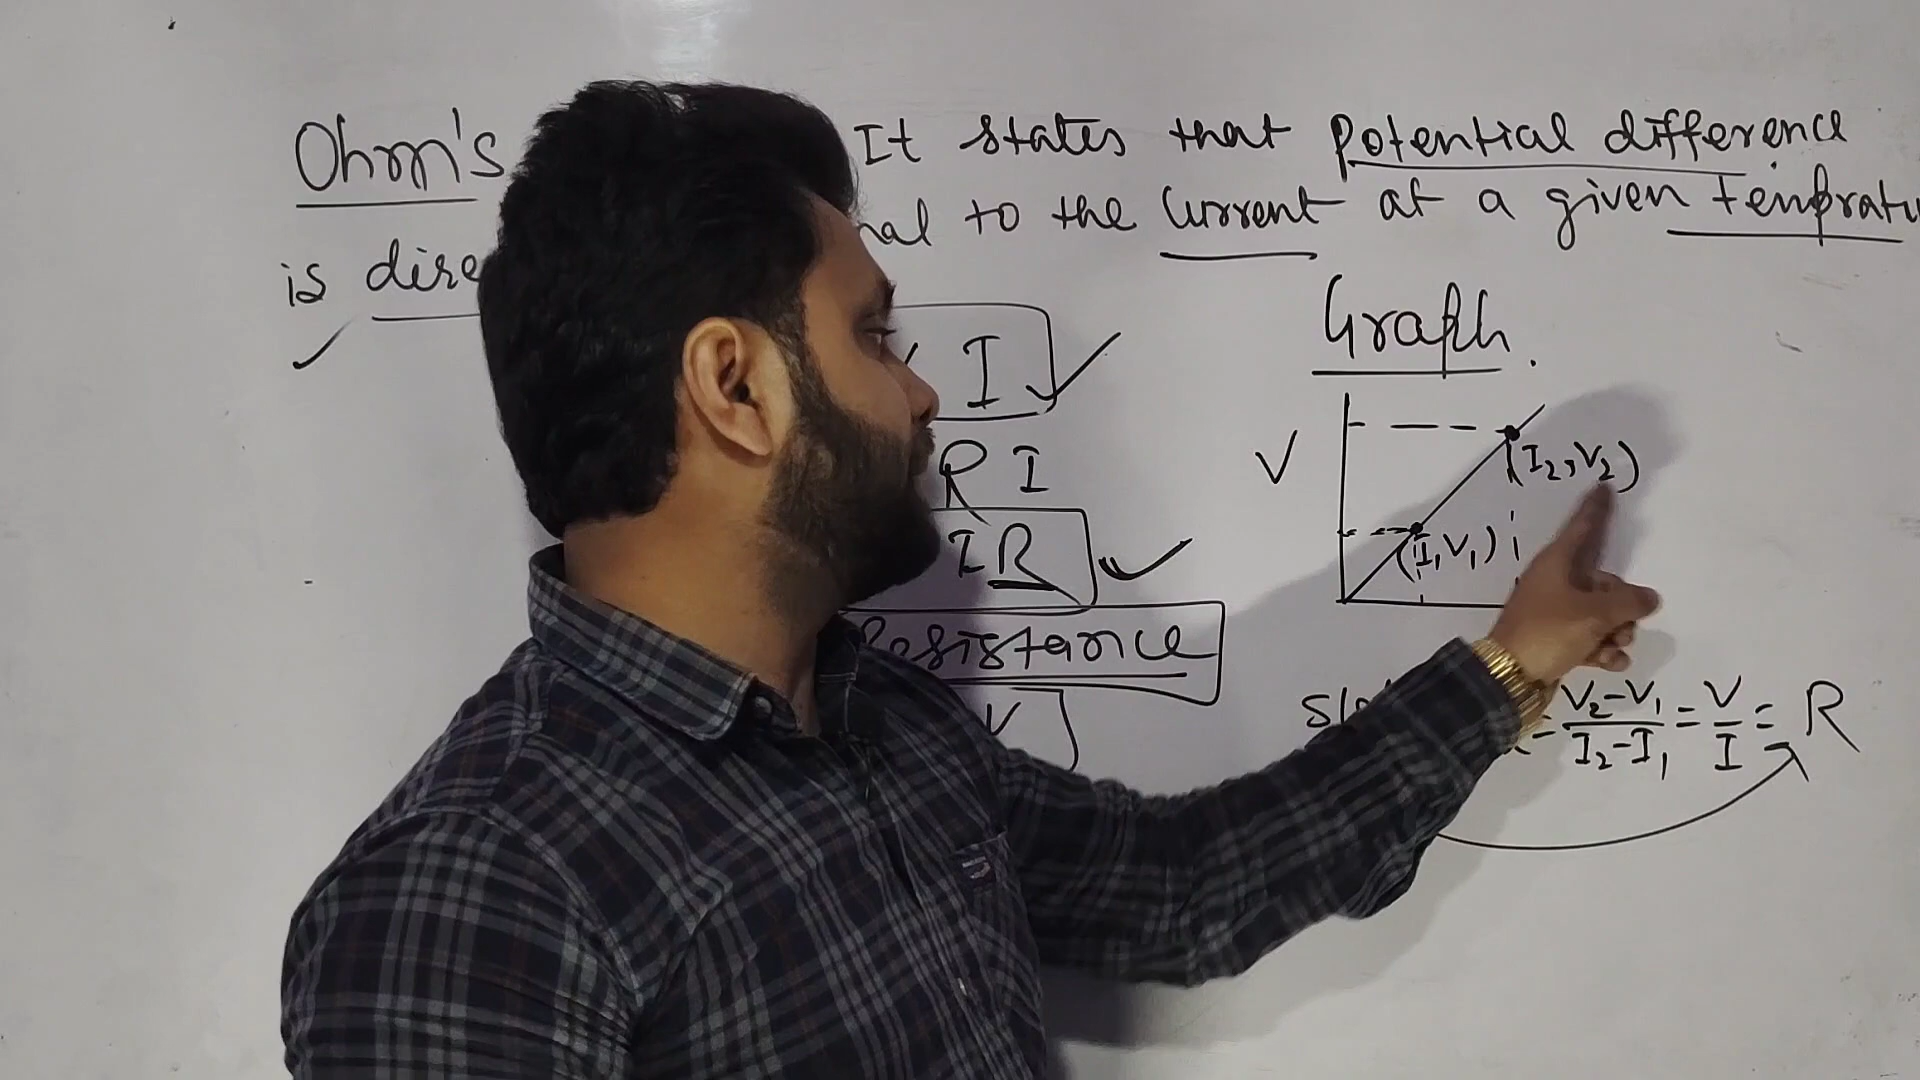 Ohm's It states that potential difference
is dire nal to the current at a given tempratu
I
R I
I R
Resistance
V
Graph.
V
(I2, V2)
(I1 V1)
V2-V1/I2-I1 = V/I = R